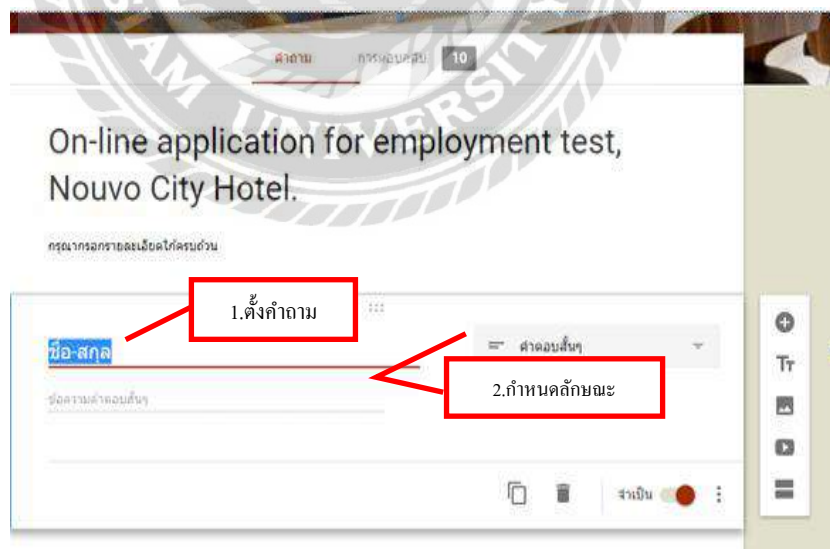 คำถาม การตอบกลับ 10
SIAM UNIVERSITY
On-line application for employment test,
Nouvo City Hotel.
กรุณากรอกรายละเอียดให้ครบถ้วน
1.ตั้งคำถาม
ชื่อ-สกุล
คำตอบสั้นๆ
Tт
2.กำหนดลักษณะ
ข้อความคำตอบสั้นๆ
จำเป็น